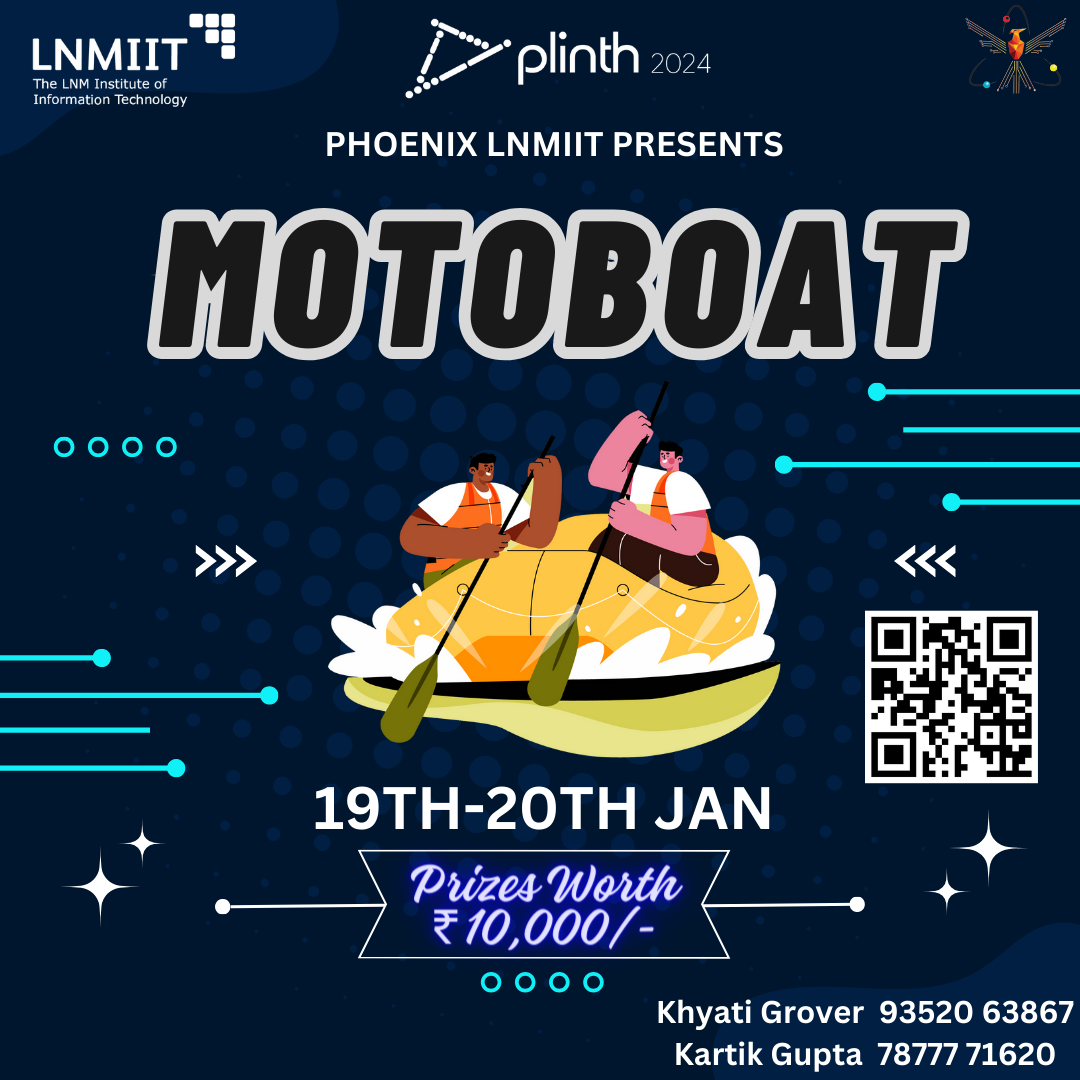 LNMIIT
The LNM Institute of
Information Technology
plinth 2024
PHOENIX LNMIIT PRESENTS
MOTOBOAT
19TH-20TH JAN
Prizes Worth
₹ 10,000/-
Khyati Grover 93520 63867
Kartik Gupta 78777 71620